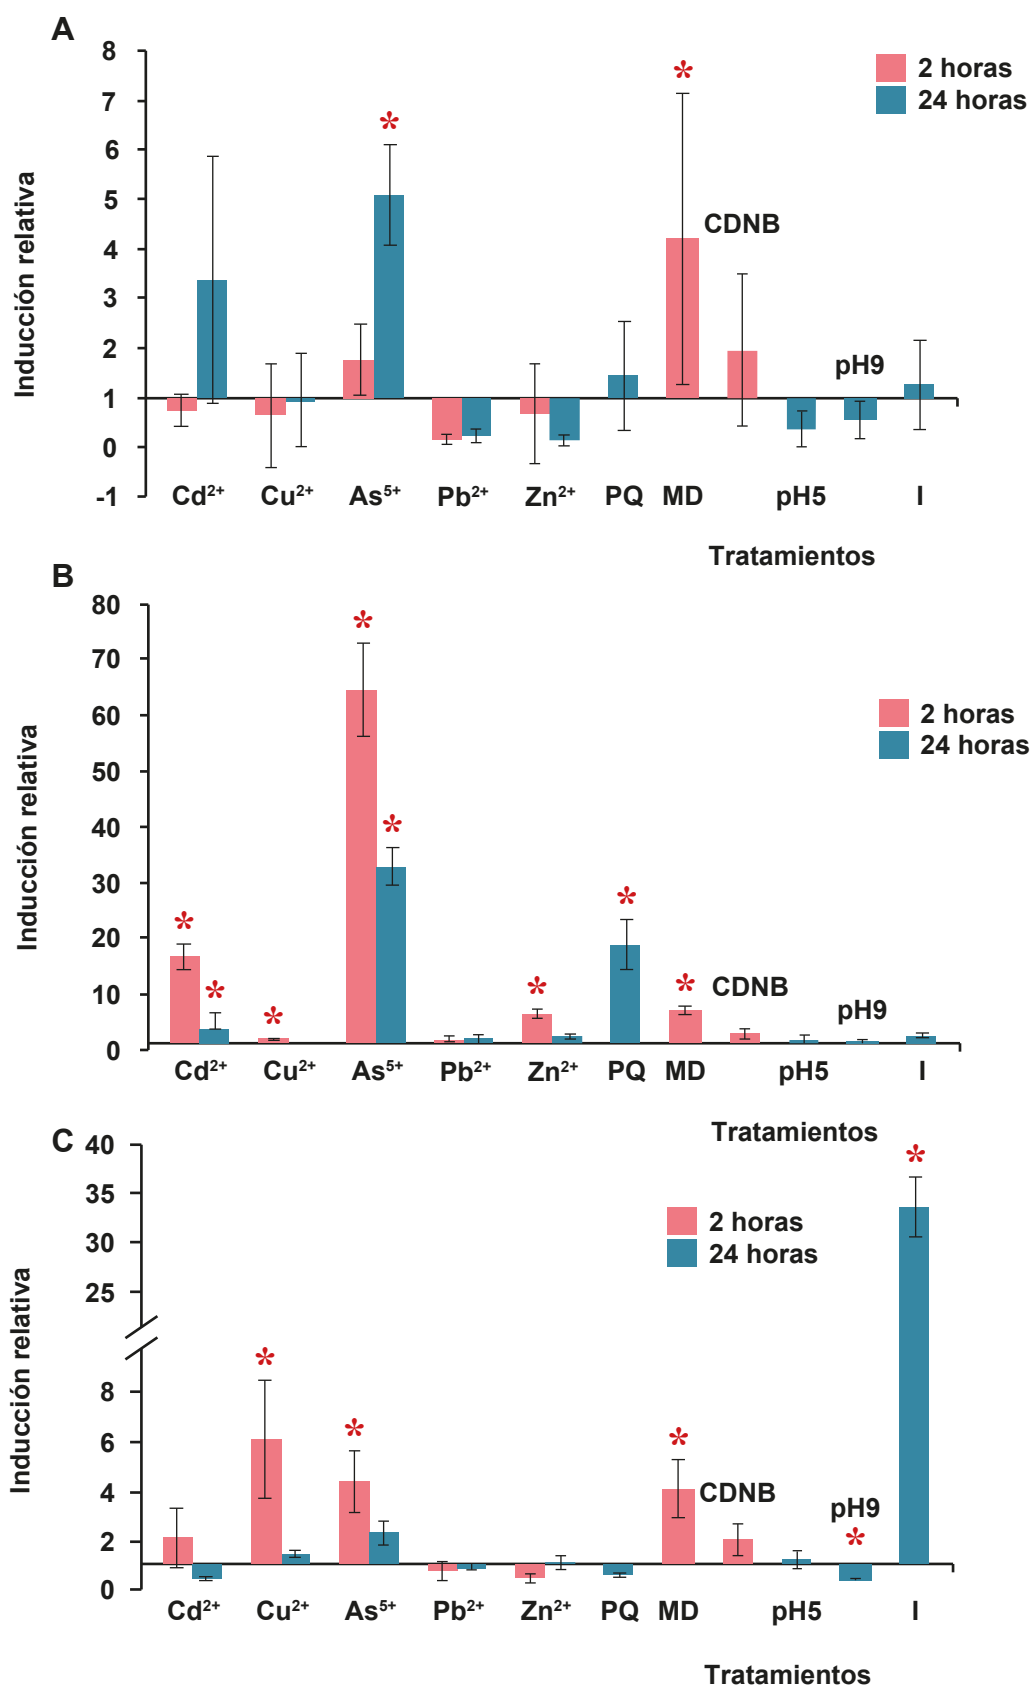 A
8
7
6
5
4
3
2
1
0
-1
Inducción relativa
*
*
2 horas
24 horas
CDNB
pH9
Cd²⁺ Cu²⁺ As⁵⁺ Pb²⁺ Zn²⁺ PQ MD pH5 I
Tratamientos
B
80
70
60
50
40
30
20
10
0
Inducción relativa
*
*
*
*
*
*
*
*
2 horas
24 horas
CDNB
pH9
Cd²⁺ Cu²⁺ As⁵⁺ Pb²⁺ Zn²⁺ PQ MD pH5 I
Tratamientos
C
40
35
30
25
8
6
4
2
0
Inducción relativa
*
*
*
*
*
2 horas
24 horas
CDNB
pH9
Cd²⁺ Cu²⁺ As⁵⁺ Pb²⁺ Zn²⁺ PQ MD pH5 I
Tratamientos